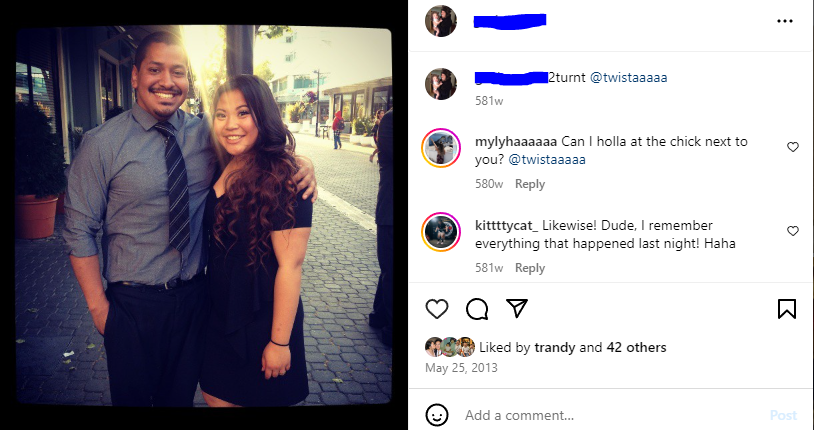 2turnt @twistaaaaa
581w
mylyhaaaaaa Can I holla at the chick next to
you? @twistaaaaa
580w Reply
kittttycat_ Likewise! Dude, I remember
everything that happened last night! Haha
581w Reply
Liked by trandy and 42 others
May 25, 2013
Add a comment...
Post